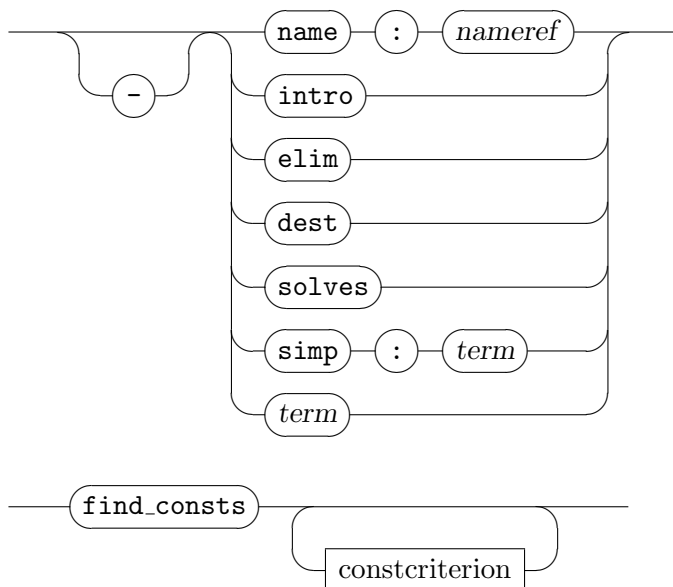 name : nameref
-
intro
elim
dest
solves
simp : term
term
find_consts
constcriterion